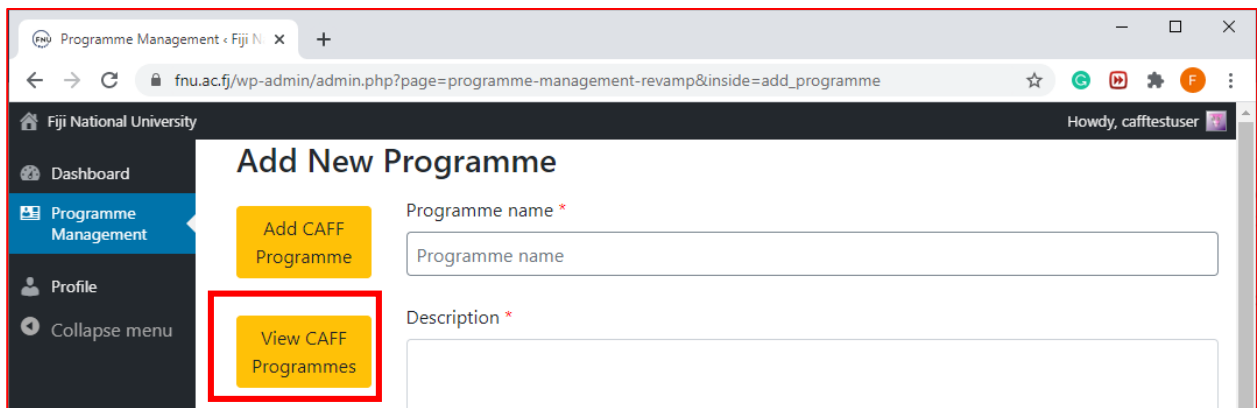 FNU Programme Management ‹ Fiji N
fnu.ac.fj/wp-admin/admin.php?page=programme-management-revamp&inside=add_programme
F
Fiji National University
Howdy, cafftestuser
Dashboard
Programme
Management
Profile
Collapse menu
Add New Programme
Add CAFF
Programme
View CAFF
Programmes
Programme name *
Programme name
Description *